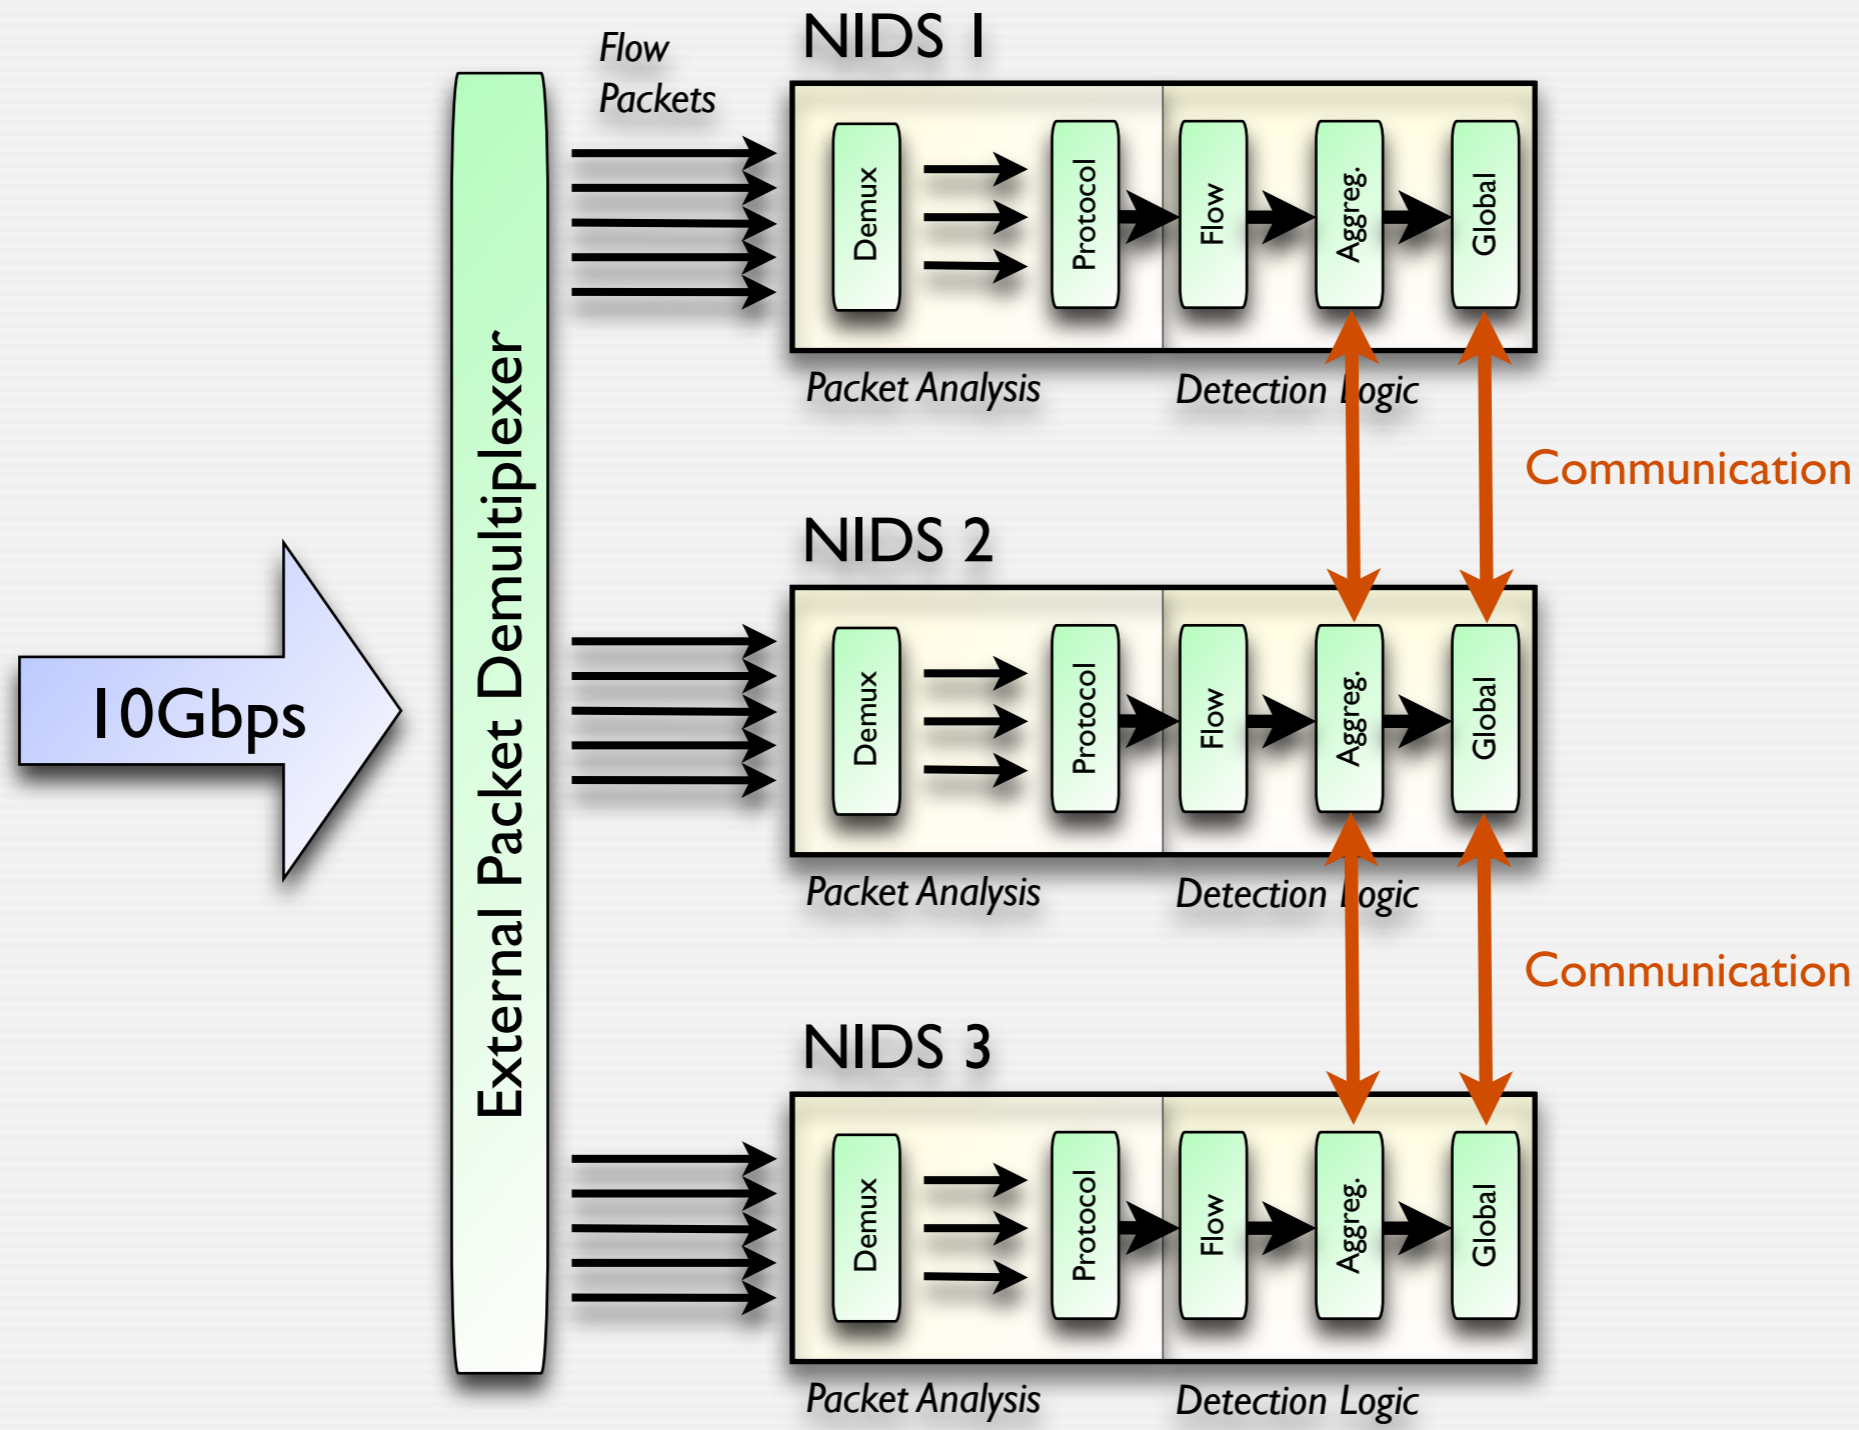 10Gbps
External Packet Demultiplexer
Flow
Packets
NIDS 1
Demux
Protocol
Flow
Aggreg.
Global
Packet Analysis
Detection Logic
Communication
NIDS 2
Demux
Protocol
Flow
Aggreg.
Global
Packet Analysis
Detection Logic
Communication
NIDS 3
Demux
Protocol
Flow
Aggreg.
Global
Packet Analysis
Detection Logic